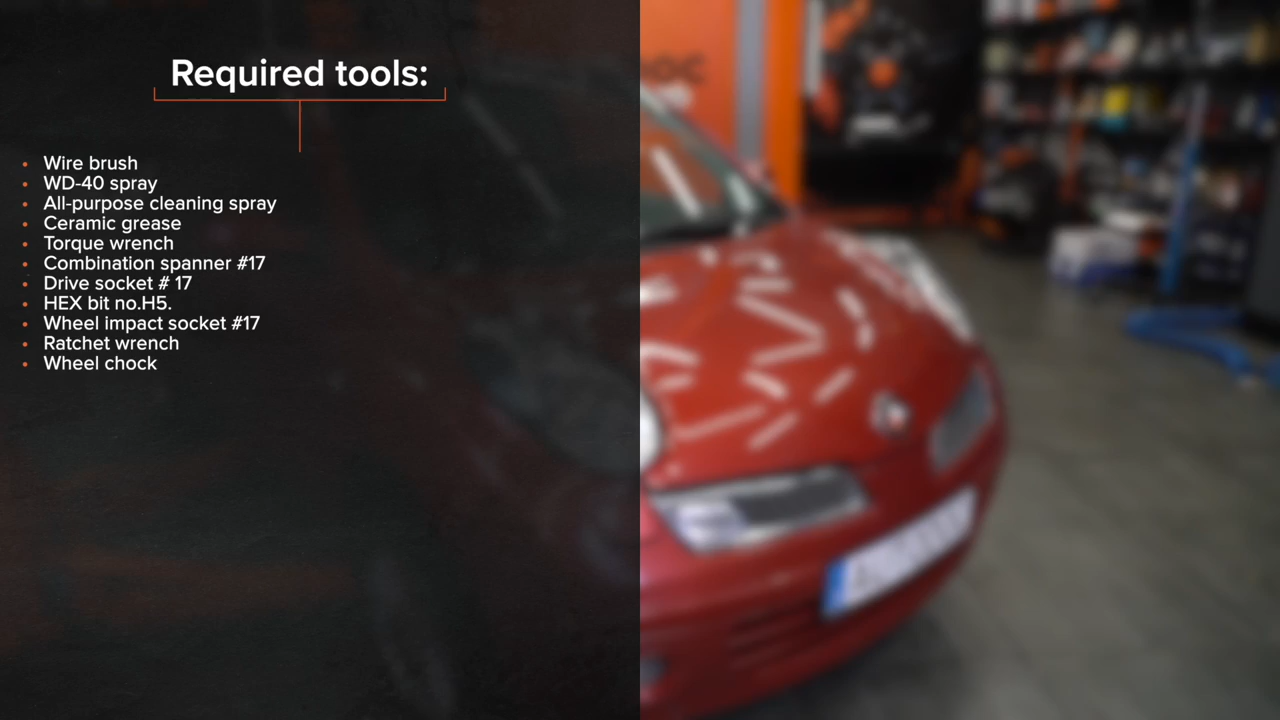 Required tools:
Wire brush
WD-40 spray
All-purpose cleaning spray
Ceramic grease
Torque wrench
Combination spanner #17
Drive socket # 17
HEX bit no.H5.
Wheel impact socket #17
Ratchet wrench
Wheel chock